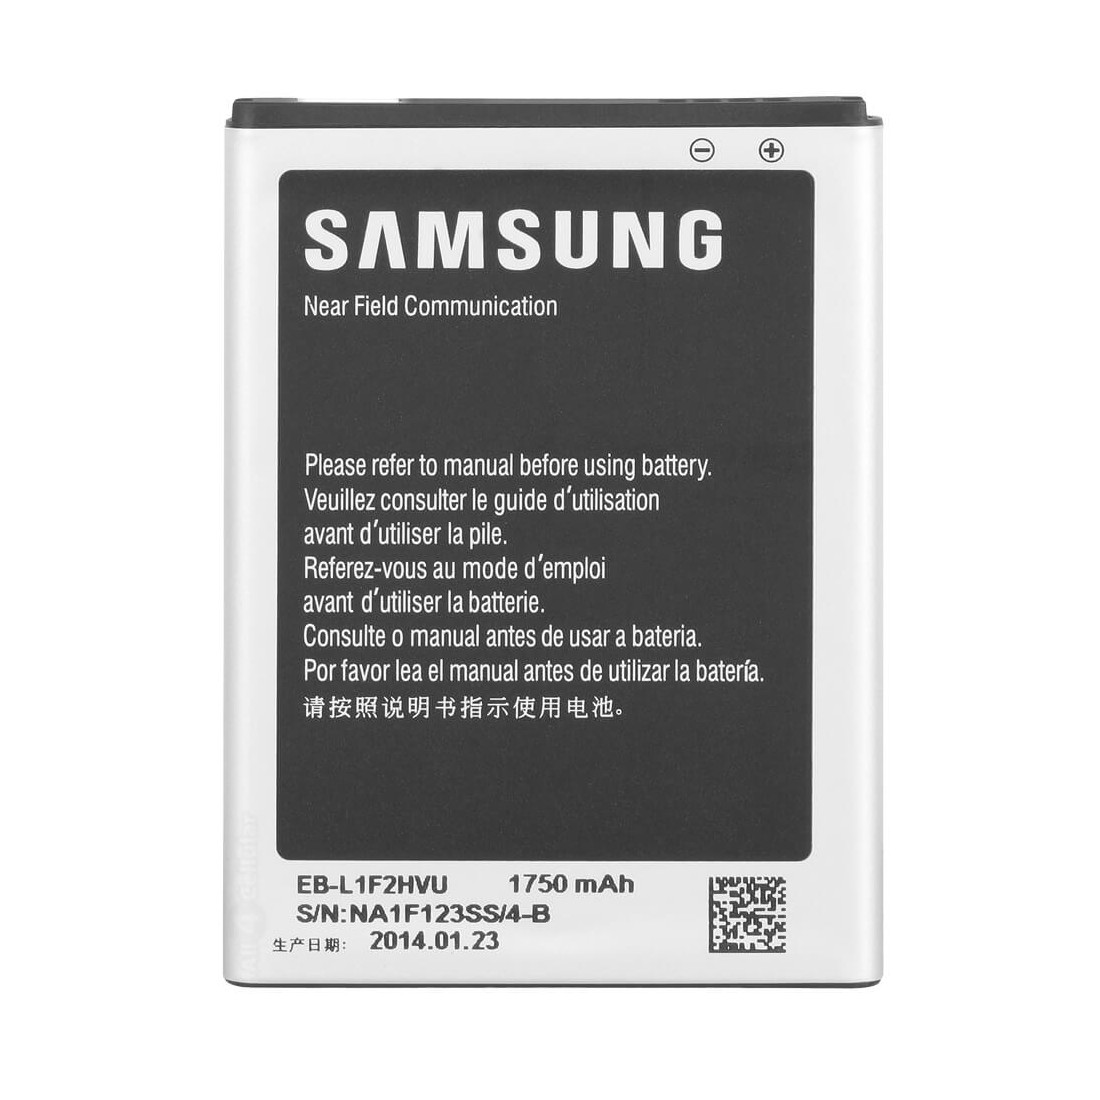 SAMSUNG
Near Field Communication
Please refer to manual before using battery.
Veuillez consulter le guide d'utilisation
avant d'utiliser la pile.
Referez-vous au mode d'emploi
avant d'utiliser la batterie.
Consulte o manual antes de usar a bateria.
Por favor lea el manual antes de utilizar la batería.
请按照说明书指示使用电池。
EB-L1F2HVU 1750 mAh
S/N:NA1F123SS/4-B
生产日期: 2014.01.23